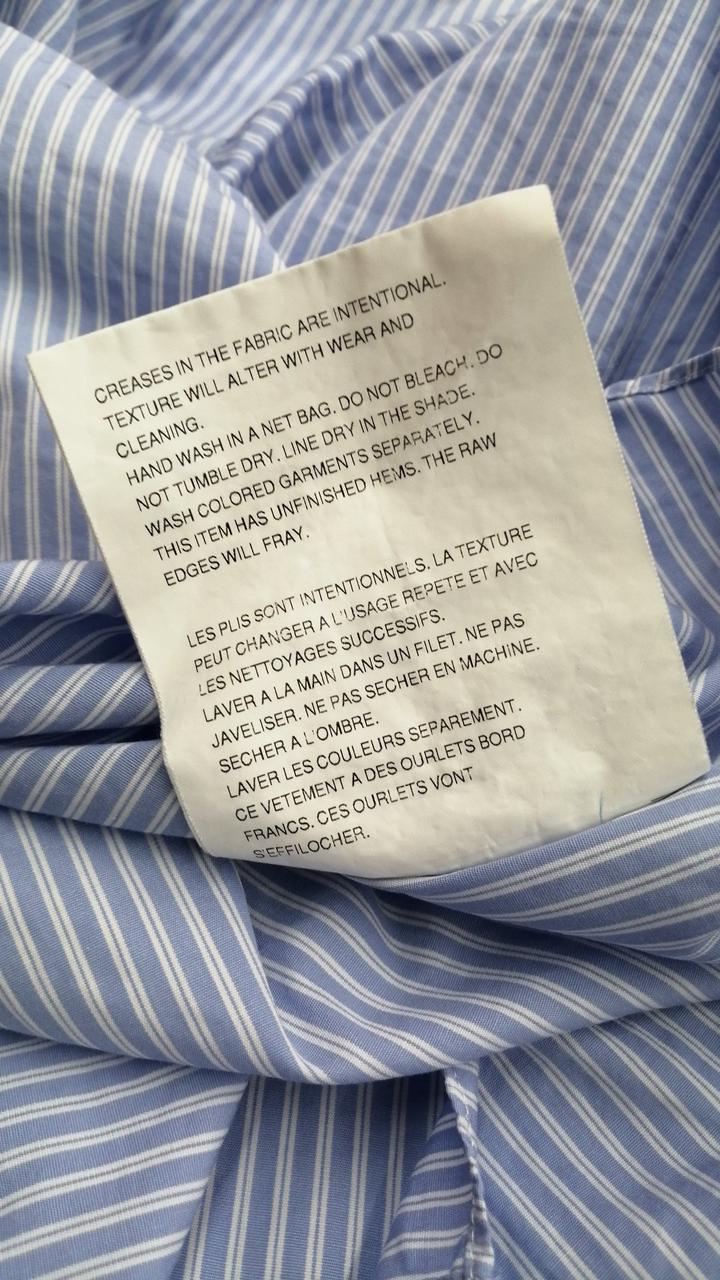 CREASES IN THE FABRIC ARE INTENTIONAL.
TEXTURE WILL ALTER WITH WEAR AND
CLEANING.
HAND WASH IN A NET BAG. DO NOT BLEACH. DO
NOT TUMBLE DRY. LINE DRY IN THE SHADE.
WASH COLORED GARMENTS SEPARATELY.
THIS ITEM HAS UNFINISHED HEMS. THE RAW
EDGES WILL FRAY.
LES PLIS SONT INTENTIONNELS. LA TEXTURE
PEUT CHANGER A L'USAGE REPETE ET AVEC
LES NETTOYAGES SUCCESSIFS.
LAVER A LA MAIN DANS UN FILET. NE PAS
JAVELISER. NE PAS SECHER EN MACHINE.
SECHER A L'OMBRE.
LAVER LES COULEURS SEPAREMENT.
CE VETEMENT A DES OURLETS BORD
FRANCS. CES OURLETS VONT
S'EFFILOCHER.